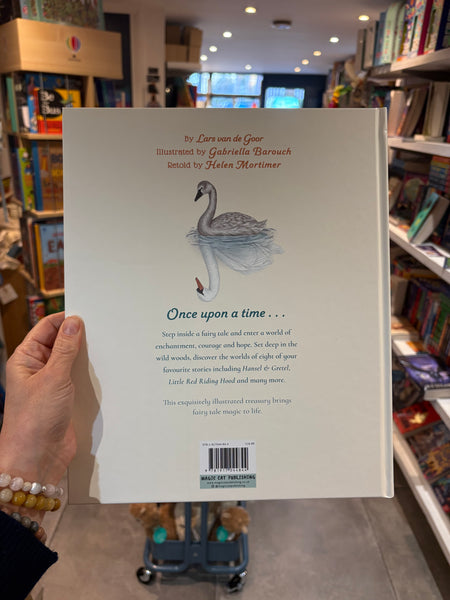 By Lars van de Goor
Illustrated by Gabriella Barouch
Retold by Helen Mortimer
Once upon a time . . .
Step inside a fairy tale and enter a world of
enchantment, courage and hope. Set deep in the
wild woods, discover the worlds of eight of your
favourite stories including Hansel & Gretel,
Little Red Riding Hood and many more.
This exquisitely illustrated treasury brings
fairy tale magic to life.
MAGIC CAT PUBLISHING